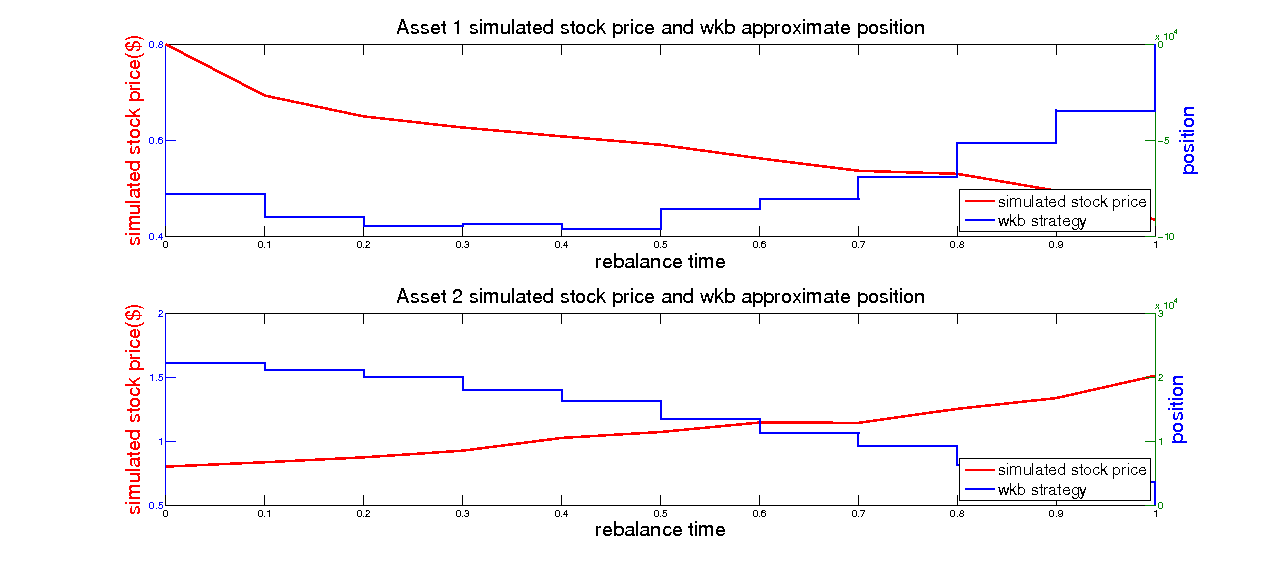 Asset 1 simulated stock price and wkb approximate position
x 10^4
simulated stock price($)
0.8
0.6
0.4
0
-5
-10
position
simulated stock price
wkb strategy
0 0.1 0.2 0.3 0.4 0.5 0.6 0.7 0.8 0.9 1
rebalance time
Asset 2 simulated stock price and wkb approximate position
x 10^4
simulated stock price($)
2
1.5
1
0.5
3
2
1
0
position
simulated stock price
wkb strategy
0 0.1 0.2 0.3 0.4 0.5 0.6 0.7 0.8 0.9 1
rebalance time